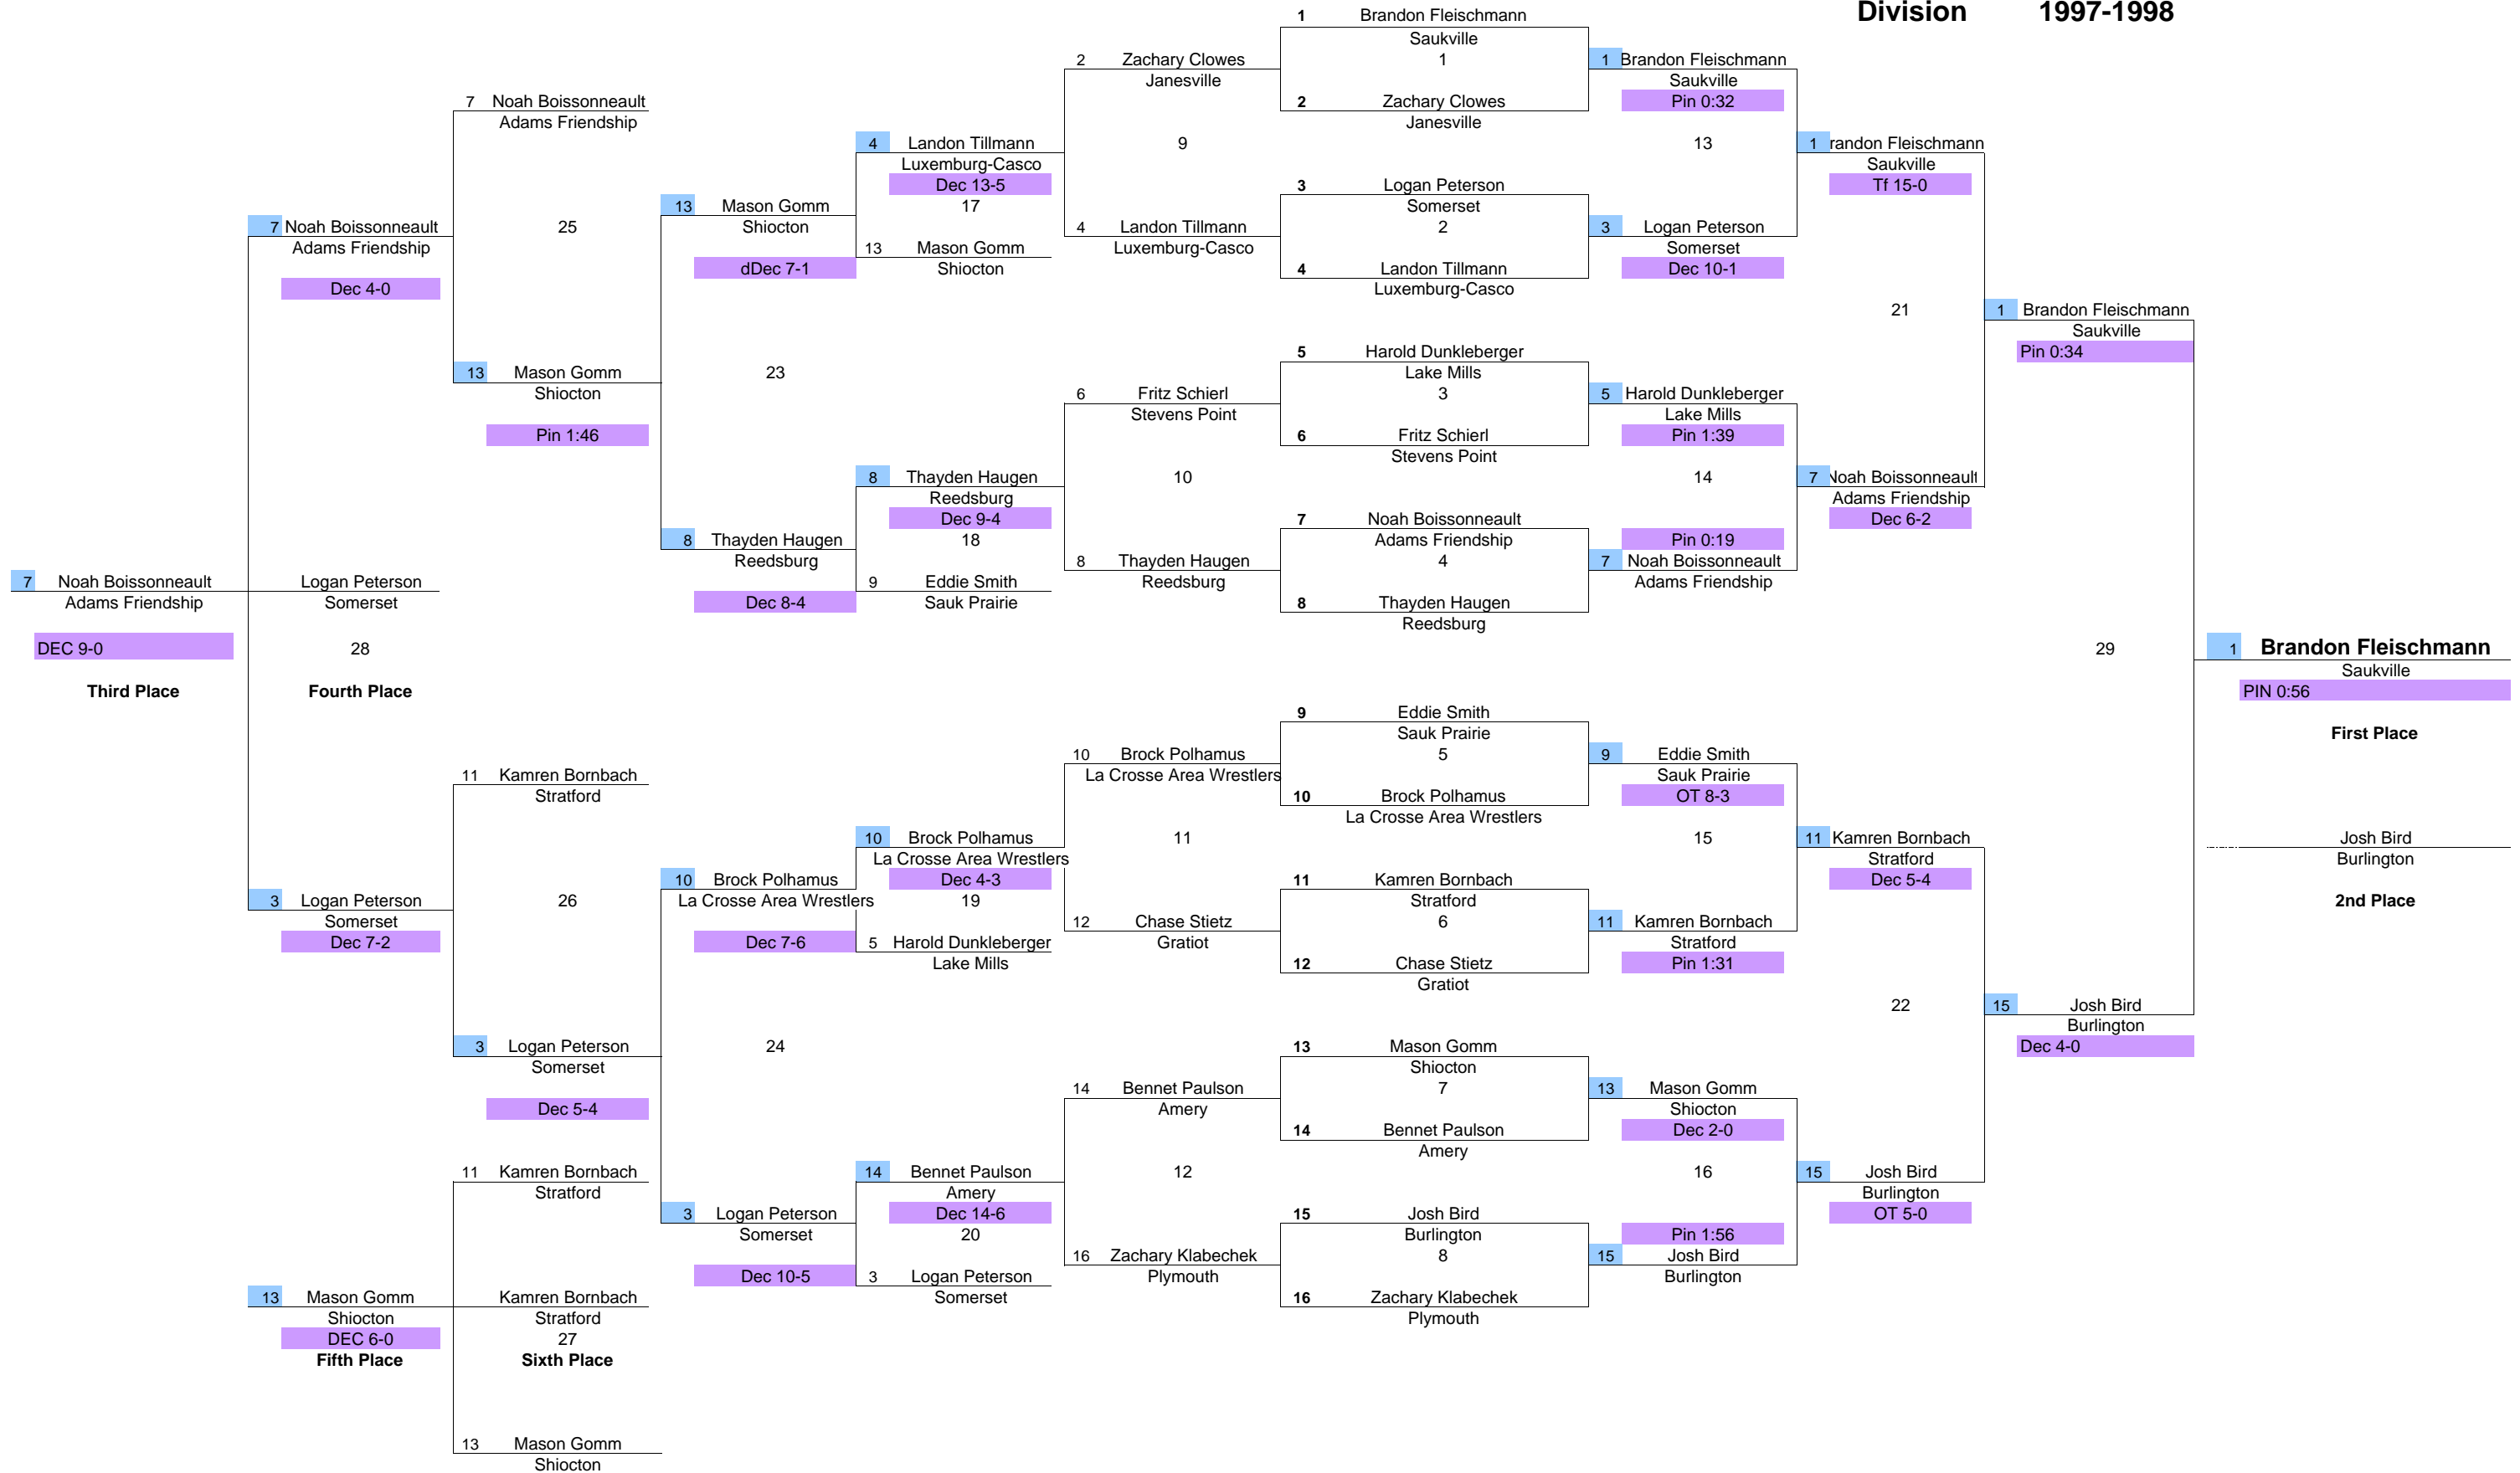 Division 1997-1998
1 Brandon Fleischmann
Saukville
2 Zachary Clowes 1 1 Brandon Fleischmann
Janesville Saukville
7 Noah Boissonneault 2 Zachary Clowes Pin 0:32
Adams Friendship Janesville
4 Landon Tillmann 9 13 1 randon Fleischmann
Luxemburg-Casco Saukville
Dec 13-5 3 Logan Peterson Tf 15-0
13 Mason Gomm 17 Somerset
7 Noah Boissonneault 25 Shiocton 4 Landon Tillmann 2 3 Logan Peterson
Adams Friendship 13 Mason Gomm Luxemburg-Casco Somerset
dDec 7-1 Shiocton 4 Landon Tillmann Dec 10-1
Dec 4-0 Luxemburg-Casco
21 1 Brandon Fleischmann
Saukville
5 Harold Dunkleberger Pin 0:34
13 Mason Gomm 23 Lake Mills
Shiocton 6 Fritz Schierl 3 5 Harold Dunkleberger
Stevens Point Lake Mills
Pin 1:46 6 Fritz Schierl Pin 1:39
Stevens Point
8 Thayden Haugen 10 14 7 Noah Boissonneault
Reedsburg Adams Friendship
Dec 9-4 7 Noah Boissonneault Dec 6-2
8 Thayden Haugen 18 Adams Friendship Pin 0:19
Reedsburg 8 Thayden Haugen 4 7 Noah Boissonneault
7 Noah Boissonneault Logan Peterson 9 Eddie Smith Reedsburg Adams Friendship
Adams Friendship Somerset Dec 8-4 Sauk Prairie 8 Thayden Haugen
Reedsburg
DEC 9-0 28 29 1 Brandon Fleischmann
Saukville
Third Place Fourth Place PIN 0:56
9 Eddie Smith
Sauk Prairie First Place
10 Brock Polhamus 5 9 Eddie Smith
11 Kamren Bornbach La Crosse Area Wrestlers Sauk Prairie
Stratford 10 Brock Polhamus OT 8-3
La Crosse Area Wrestlers
10 Brock Polhamus 11 15 11 Kamren Bornbach Josh Bird
La Crosse Area Wrestlers Stratford Burlington
10 Brock Polhamus Dec 4-3 11 Kamren Bornbach Dec 5-4
3 Logan Peterson 26 La Crosse Area Wrestlers 19 Stratford 2nd Place
Somerset 12 Chase Stietz 6 11 Kamren Bornbach
Dec 7-2 Dec 7-6 5 Harold Dunkleberger Gratiot Stratford
Lake Mills 12 Chase Stietz Pin 1:31
Gratiot
22 15 Josh Bird
Burlington
3 Logan Peterson 24 13 Mason Gomm Dec 4-0
Somerset Shiocton
14 Bennet Paulson 7 13 Mason Gomm
Dec 5-4 Amery Shiocton
14 Bennet Paulson Dec 2-0
Amery
11 Kamren Bornbach 14 Bennet Paulson 12 16 15 Josh Bird
Stratford Amery Burlington
3 Logan Peterson Dec 14-6 15 Josh Bird OT 5-0
Somerset 20 Burlington Pin 1:56
16 Zachary Klabechek 8 15 Josh Bird
Dec 10-5 3 Logan Peterson Plymouth Burlington
13 Mason Gomm Kamren Bornbach Somerset 16 Zachary Klabechek
Shiocton Stratford Plymouth
DEC 6-0 27
Fifth Place Sixth Place
13 Mason Gomm
Shiocton